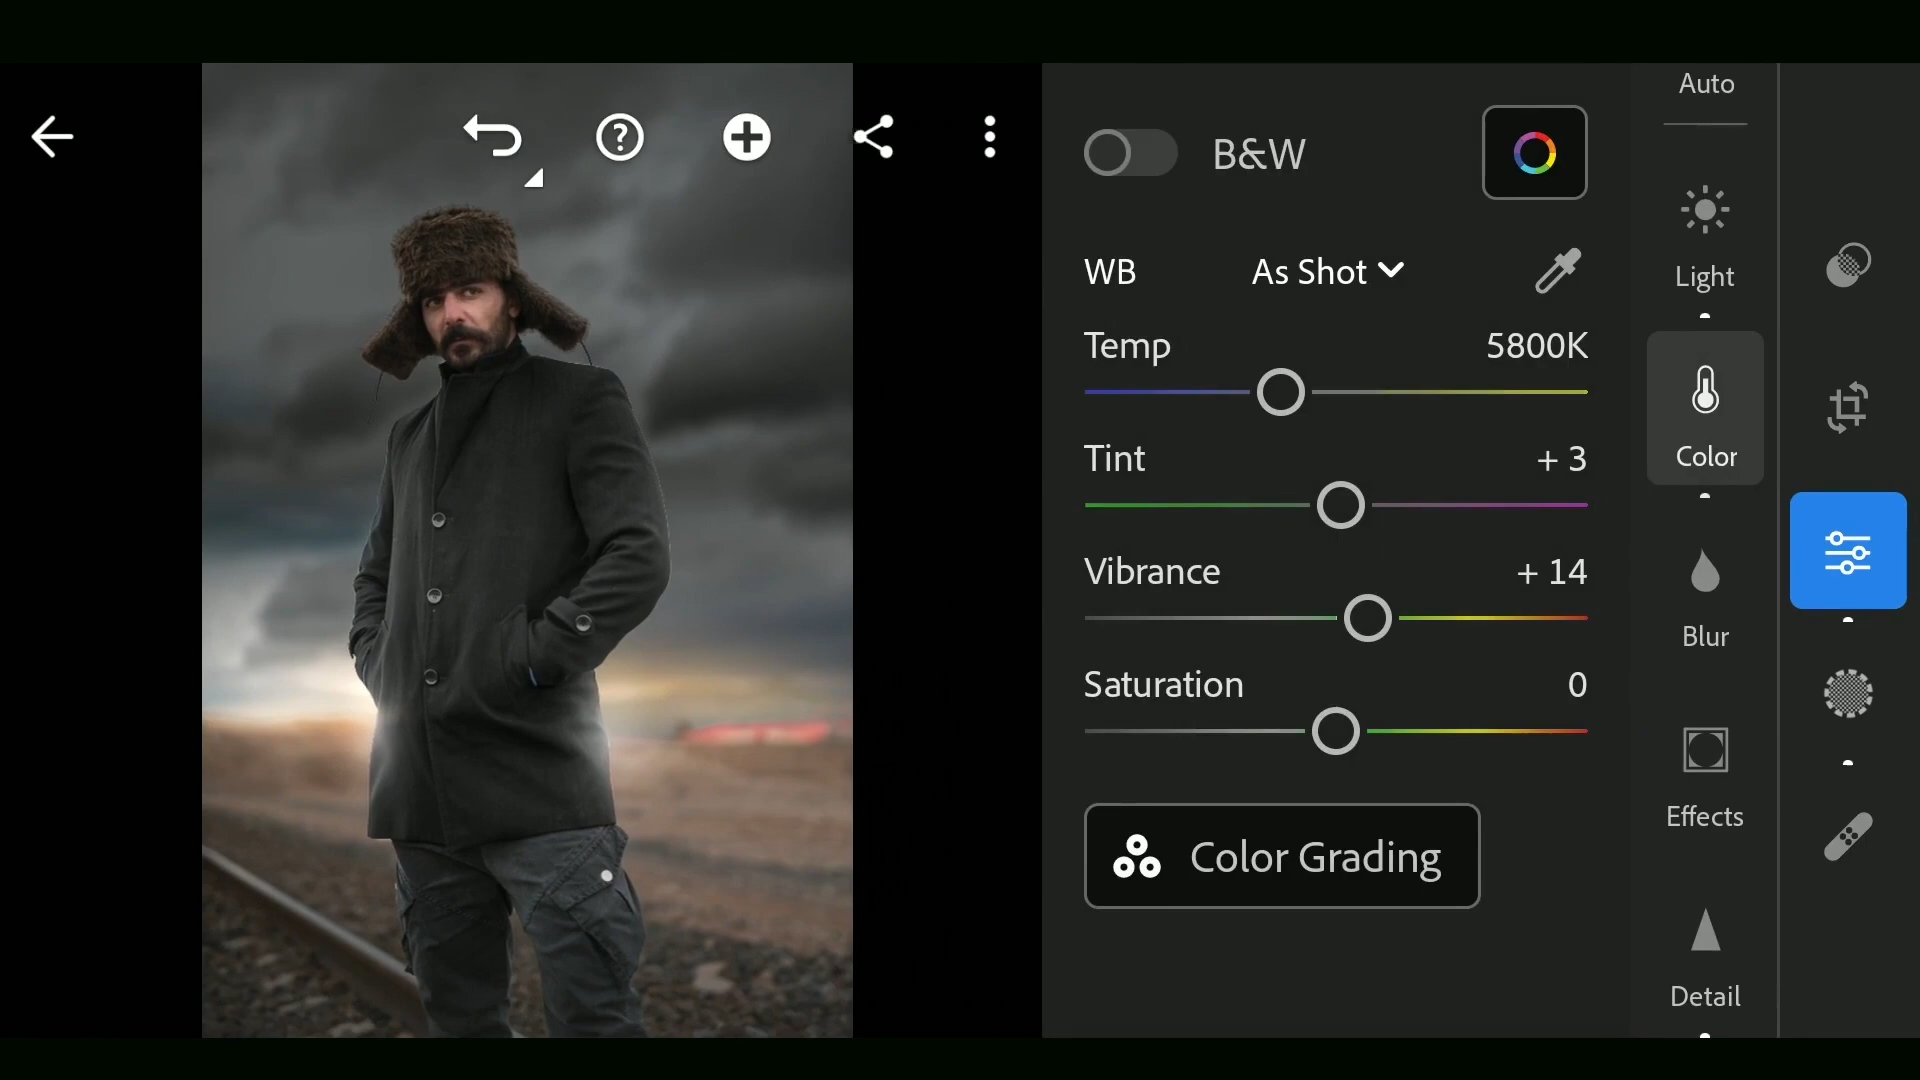 Auto
B&W
Light
WB As Shot
Temp 5800K
Color
Tint + 3
Vibrance + 14
Blur
Saturation 0
Effects
Color Grading
Detail